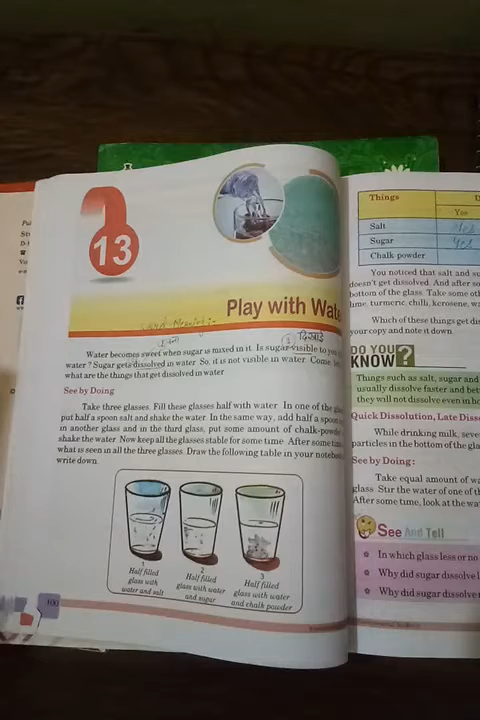 13
Play with Wate
Word-Meaning :-
① दिखाई
Water becomes sweet when sugar is mixed in it. Is sugar visible to you
water ? Sugar gets dissolved in water. So, it is not visible in water. Come
what are the things that get dissolved in water
See by Doing
Take three glasses. Fill these glasses half with water. In one of the
put half a spoon salt and shake the water. In the same way, add half a spoon
in another glass and in the third glass, put some amount of chalk-powder
shake the water. Now keep all the glasses stable for some time. After some time
what is seen in all the three glasses. Draw the following table in your notebook
write down.
1
Half filled
glass with
water and salt
2
Half filled
glass with water
and sugar
3
Half filled
glass with water
and chalk powder
100
Things
Yes
Salt
Yes
Sugar
Yes
Chalk powder
You noticed that salt and su
doesn't get dissolved. And after so
bottom of the glass. Take some ot
lime, turmeric, chilli, kerosene, wa
Which of these things get dis
your copy and note it down.
DO YOU
KNOW?
Things such as salt, sugar and
usually dissolve faster and bet
they will not dissolve even in ho
Quick Dissolution, Late Disso
While drinking milk, seve
particles in the bottom of the gla
See by Doing :
Take equal amount of wa
glass Stir the water of one of th
After some time, look at the wa
See And Tell
In which glass less or no
Why did sugar dissolve l
Why did sugar dissolve